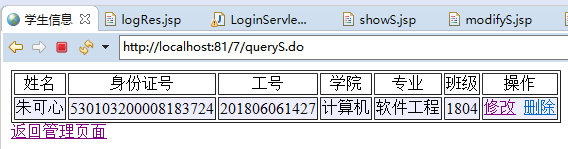 学生信息 logRes.jsp LoginServle... showS.jsp modifyS.jsp
http://localhost:81/7/queryS.do
姓名 身份证号 工号 学院 专业 班级 操作
朱可心 530103200008183724 201806061427 计算机 软件工程 1804 修改 删除
返回管理页面